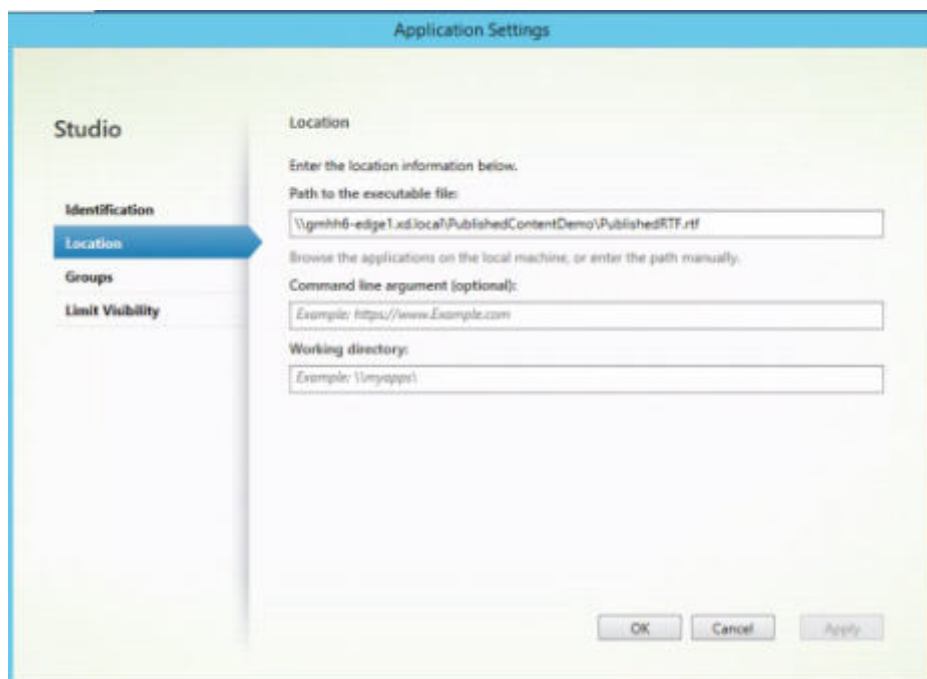 Application Settings
Studio
Identification
Location
Groups
Limit Visibility
Location
Enter the location information below.
Path to the executable file:
\\gmhh6-edge1.xd.local\PublishedContentDemo\PublishedRTF.rtf
Browse the applications on the local machine, or enter the path manually.
Command line argument (optional):
Example: https://www.Example.com
Working directory:
Example: \\myapps\
OK
Cancel
Apply